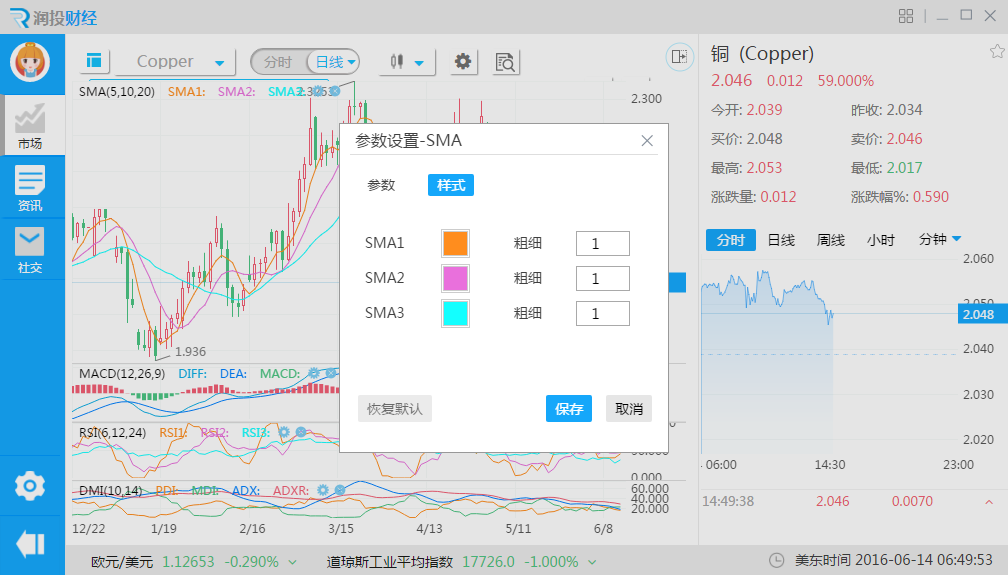 润投财经
市场
资讯
社交
Copper
分时
日线
SMA(5,10,20) SMA1: SMA2: SMA3:
2.300
1.936
MACD(12,26,9) DIFF: DEA: MACD:
RSI(6,12,24) RSI1: RSI2: RSI3:
0.000
DMI(10,14) PDI: MDI: ADX: ADXR:
60.000
40.000
20.000
12/22 1/19 2/16 3/15 4/13 5/11 6/8
参数设置-SMA
参数 样式
SMA1 粗细 1
SMA2 粗细 1
SMA3 粗细 1
恢复默认 保存 取消
铜 (Copper)
2.046 0.012 59.000%
今开: 2.039 昨收: 2.034
买价: 2.048 卖价: 2.046
最高: 2.053 最低: 2.017
涨跌量: 0.012 涨跌幅%: 0.590
分时 日线 周线 小时 分钟
2.060
2.050
2.048
2.040
2.030
2.020
06:00 14:30 23:00
14:49:38 2.046 0.0070
欧元/美元 1.12653 -0.290% 道琼斯工业平均指数 17726.0 -1.000%
美东时间 2016-06-14 06:49:53